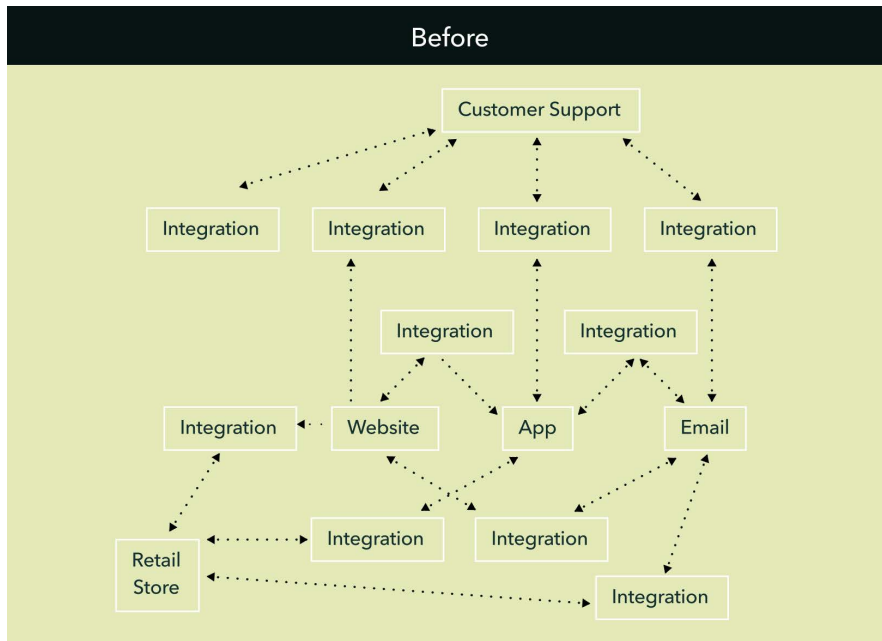 Before
Customer Support
Integration
Integration
Integration
Integration
Integration
Integration
Integration
Website
App
Email
Integration
Integration
Retail
Store
Integration